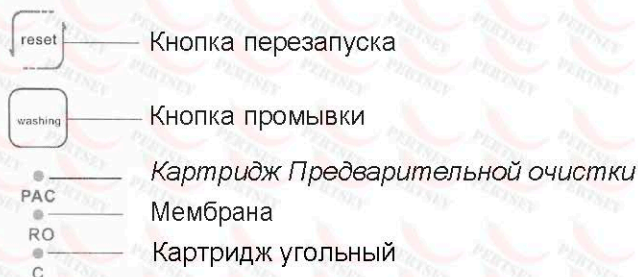 reset Кнопка перезапуска
washing Кнопка промывки
Картридж Предварительной очистки
PAC
Мембрана
RO
Картридж угольный
C